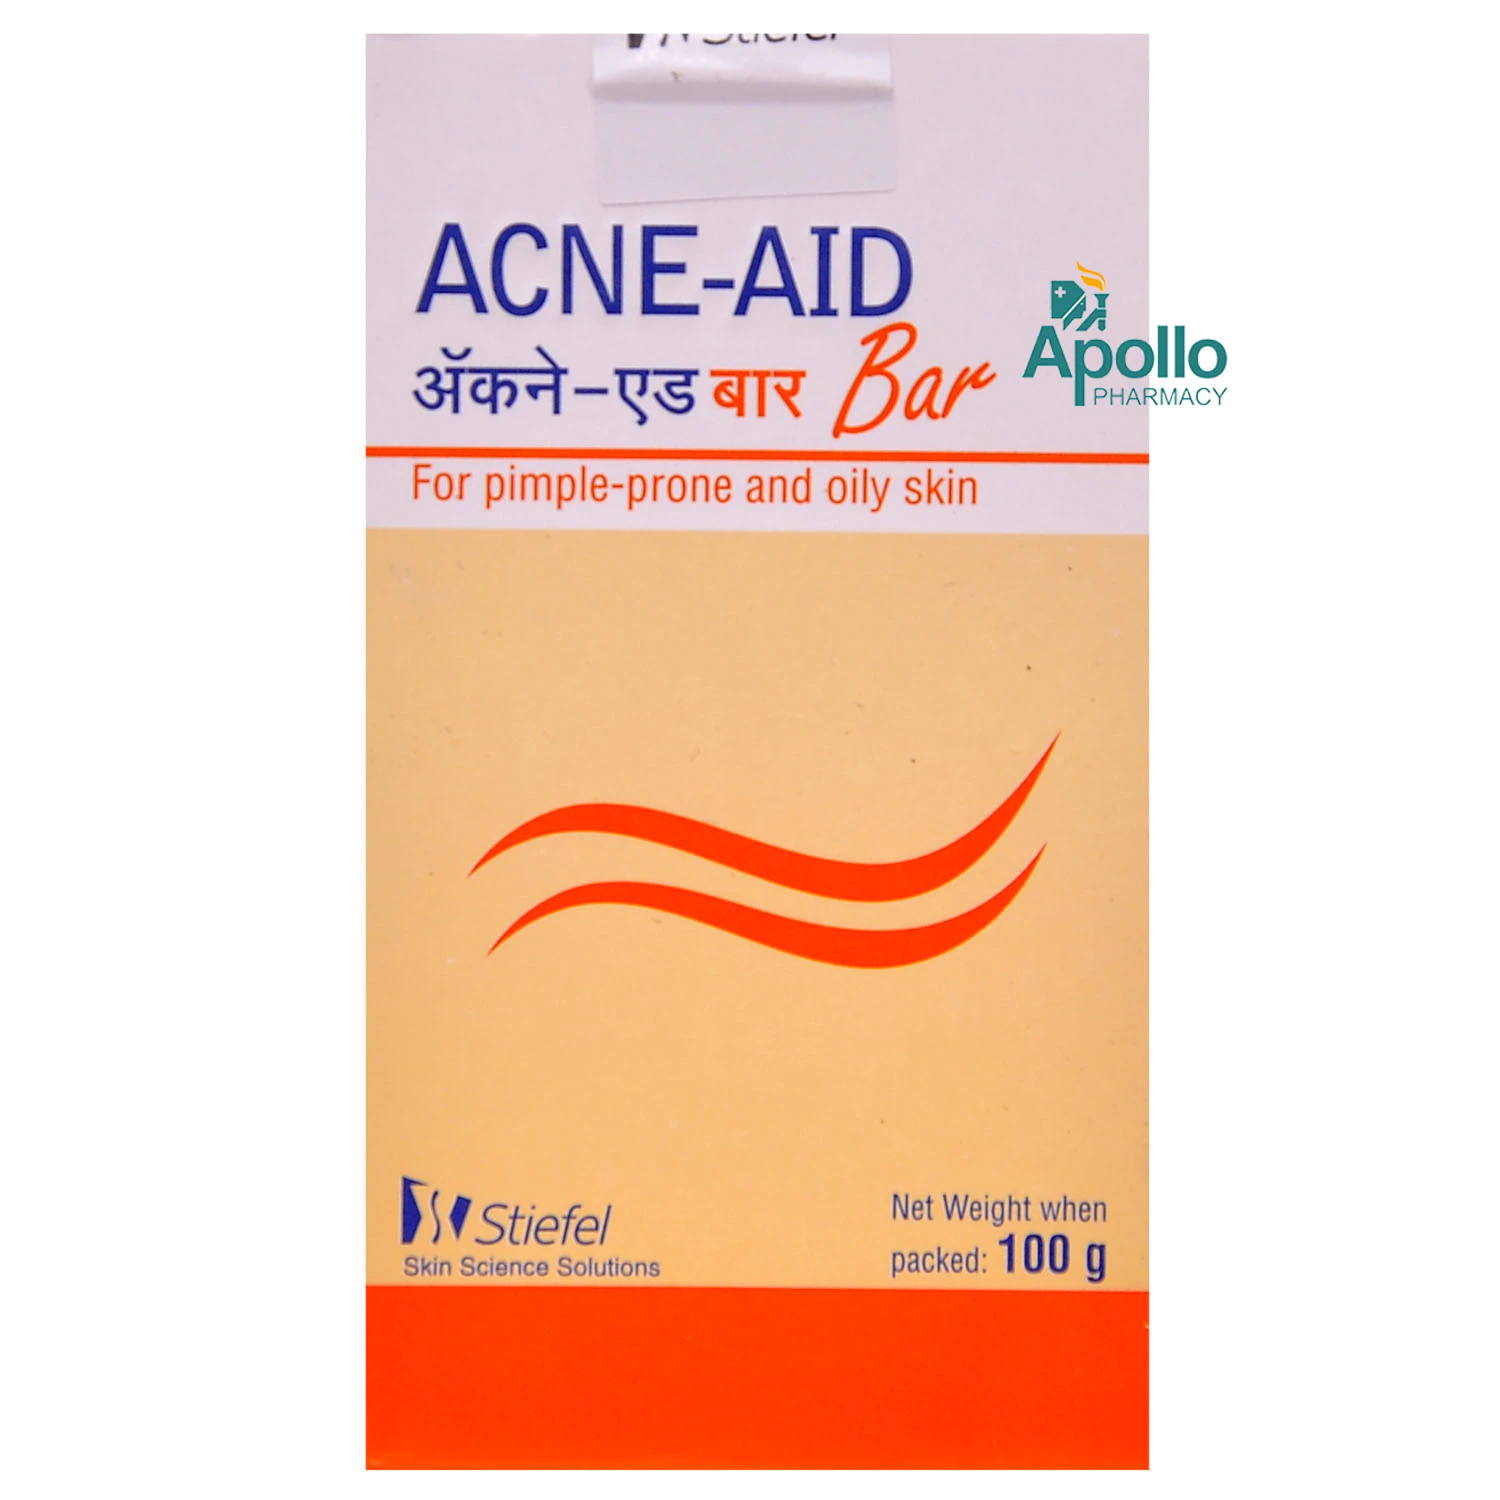 Stiefel
ACNE-AID
अ‍ॅकने-एड बार Bar
Apollo
PHARMACY
For pimple-prone and oily skin
Stiefel
Skin Science Solutions
Net Weight when
packed: 100 g